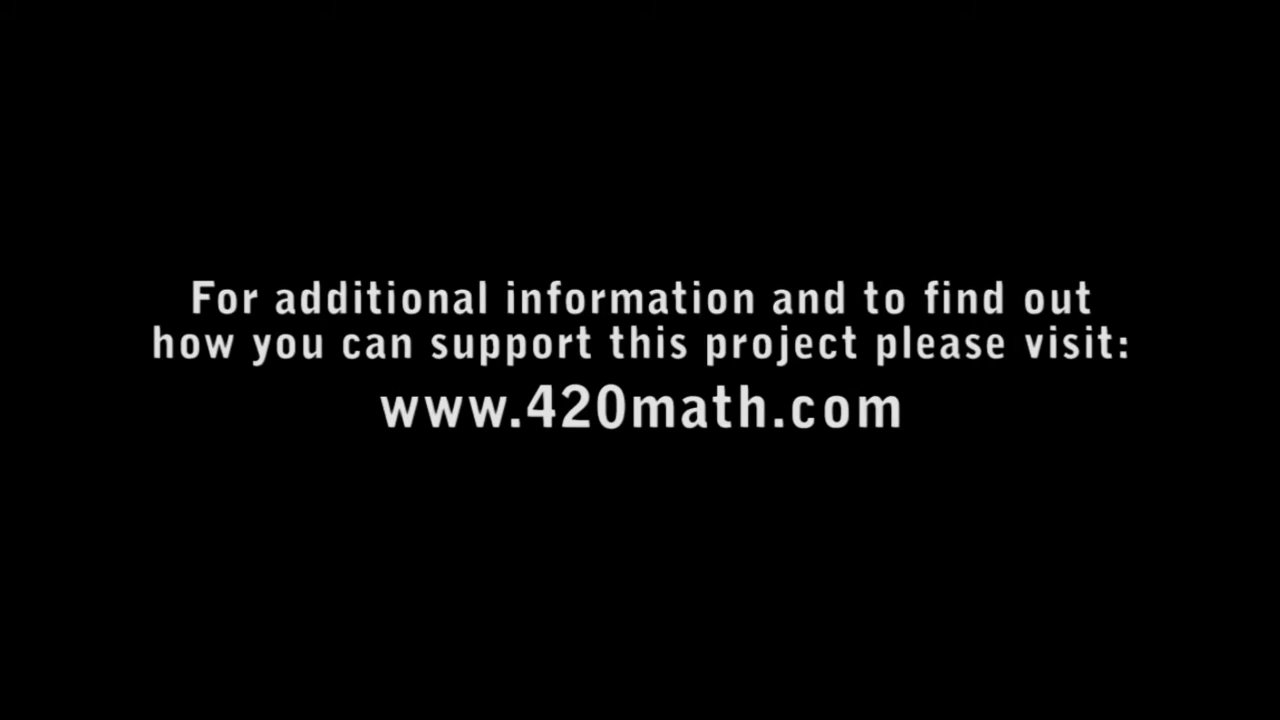 For additional information and to find out
how you can support this project please visit:
www.420math.com